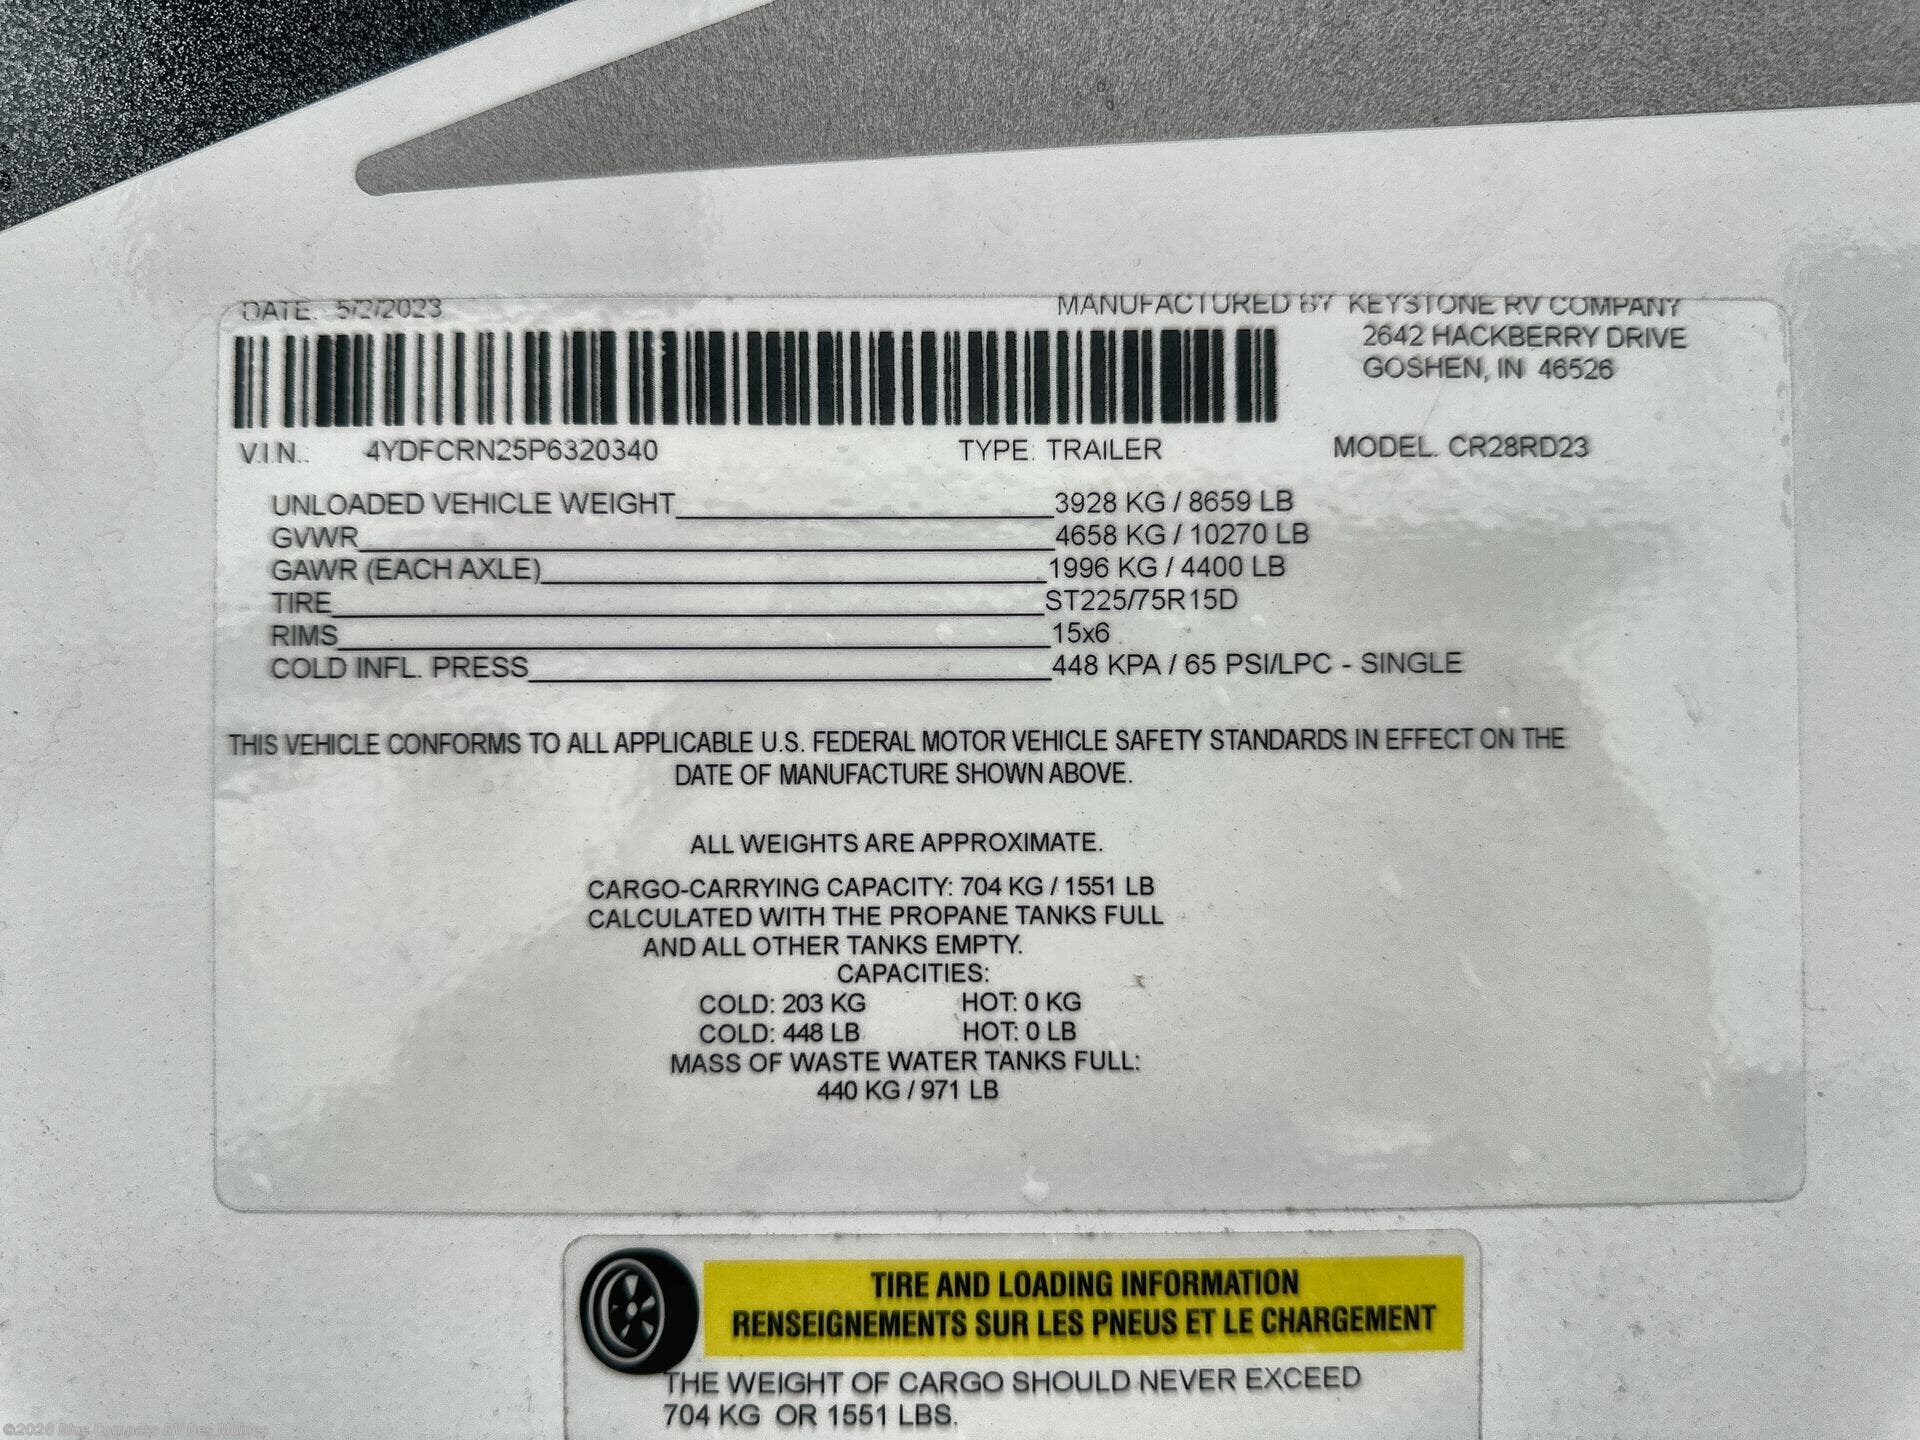 DATE: 5/2/2023 MANUFACTURED BY KEYSTONE RV COMPANY
2642 HACKBERRY DRIVE
GOSHEN, IN 46526
V.I.N.: 4YDFCRN25P6320340 TYPE: TRAILER MODEL: CR28RD23
UNLOADED VEHICLE WEIGHT 3928 KG / 8659 LB
GVWR 4658 KG / 10270 LB
GAWR (EACH AXLE) 1996 KG / 4400 LB
TIRE ST225/75R15D
RIMS 15x6
COLD INFL. PRESS 448 KPA / 65 PSI/LPC - SINGLE
THIS VEHICLE CONFORMS TO ALL APPLICABLE U.S. FEDERAL MOTOR VEHICLE SAFETY STANDARDS IN EFFECT ON THE
DATE OF MANUFACTURE SHOWN ABOVE.
ALL WEIGHTS ARE APPROXIMATE.
CARGO-CARRYING CAPACITY: 704 KG / 1551 LB
CALCULATED WITH THE PROPANE TANKS FULL
AND ALL OTHER TANKS EMPTY.
CAPACITIES:
COLD: 203 KG HOT: 0 KG
COLD: 448 LB HOT: 0 LB
MASS OF WASTE WATER TANKS FULL:
440 KG / 971 LB
TIRE AND LOADING INFORMATION
RENSEIGNEMENTS SUR LES PNEUS ET LE CHARGEMENT
THE WEIGHT OF CARGO SHOULD NEVER EXCEED
704 KG OR 1551 LBS.
©2026 Blue Compass RV Des Moines